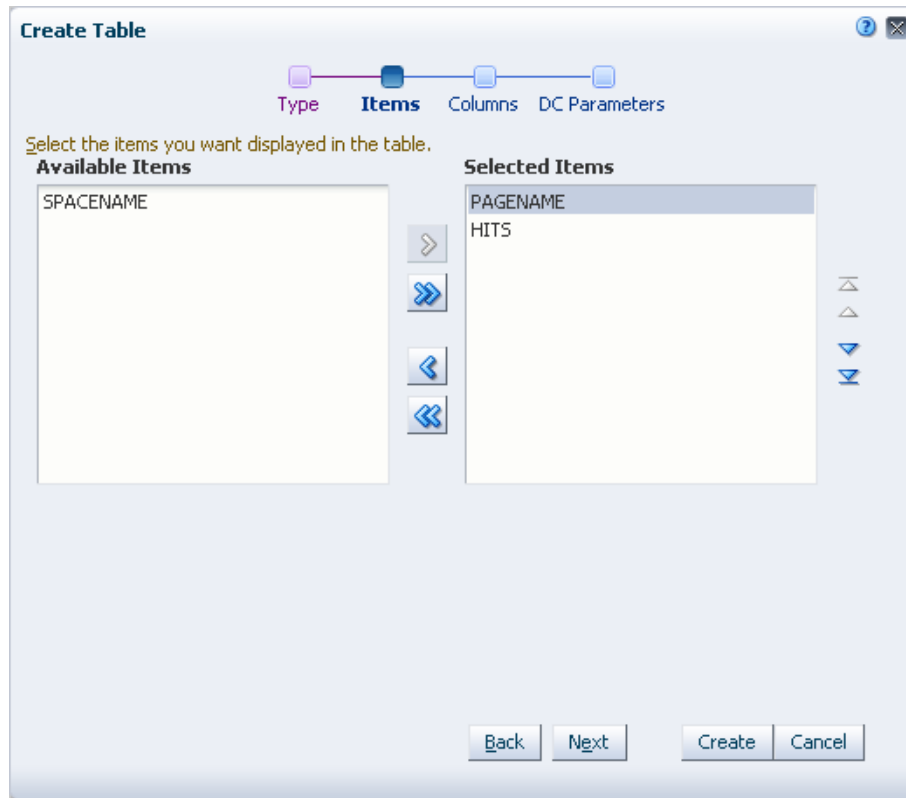 Create Table
Type Items Columns DC Parameters
Select the items you want displayed in the table.
Available Items Selected Items
SPACENAME PAGENAME
HITS
Back Next Create Cancel